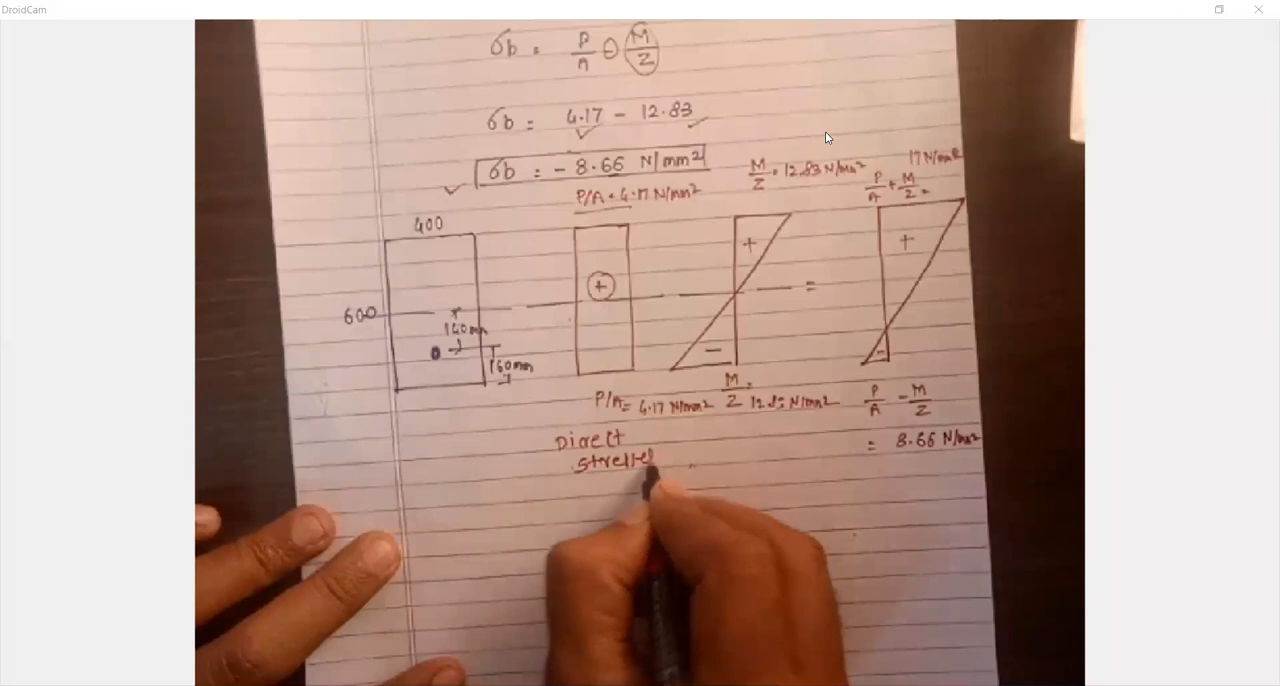 DroidCam
σb = P/A ⊖ M/Z
σb = 4.17 - 12.83
σb = - 8.66 N/mm2
P/A = 4.17 N/mm2
M/Z = 12.83 N/mm2
17 N/mm2
P/A + M/Z =
400
600
140mm
160mm
+
+
-
=
+
-
P/A = 4.17 N/mm2
M/Z = 12.83 N/mm2
P/A - M/Z
= 8.66 N/mm2
Direct
stresses